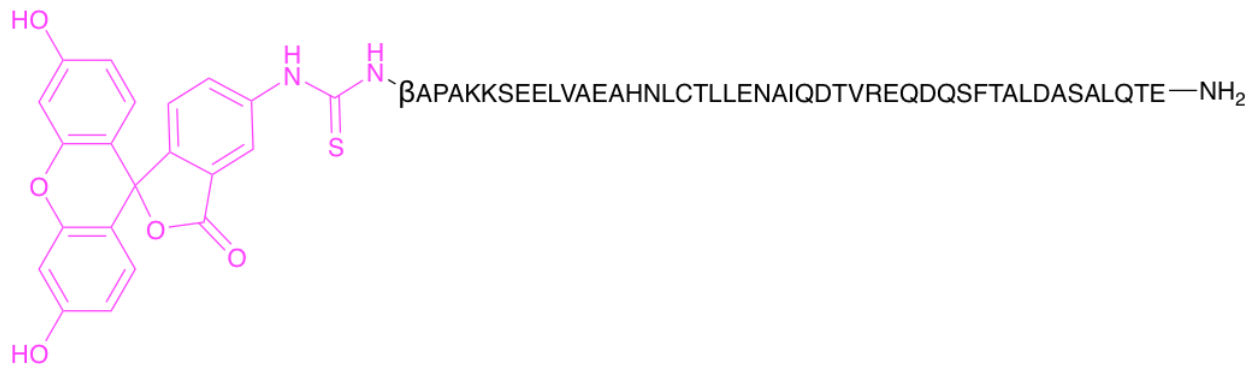 HO
H
N
H
N
βAPAKKSEELVAEAHNLCTLLENAIQDTVREQDQSFTALDASALQTE—NH2
S
O
O
O
HO